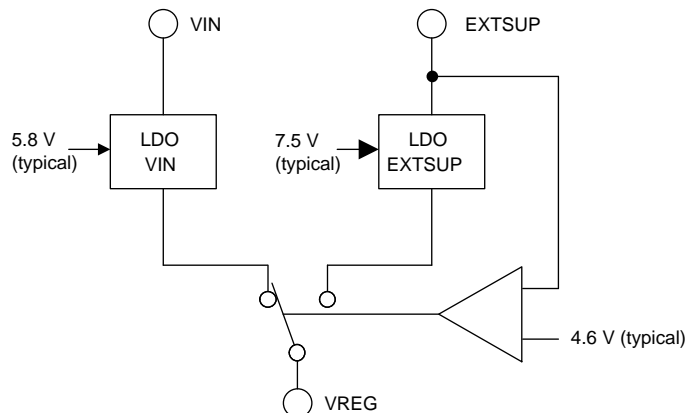 VIN
EXTSUP
5.8 V
(typical)
LDO
VIN
7.5 V
(typical)
LDO
EXTSUP
4.6 V (typical)
VREG